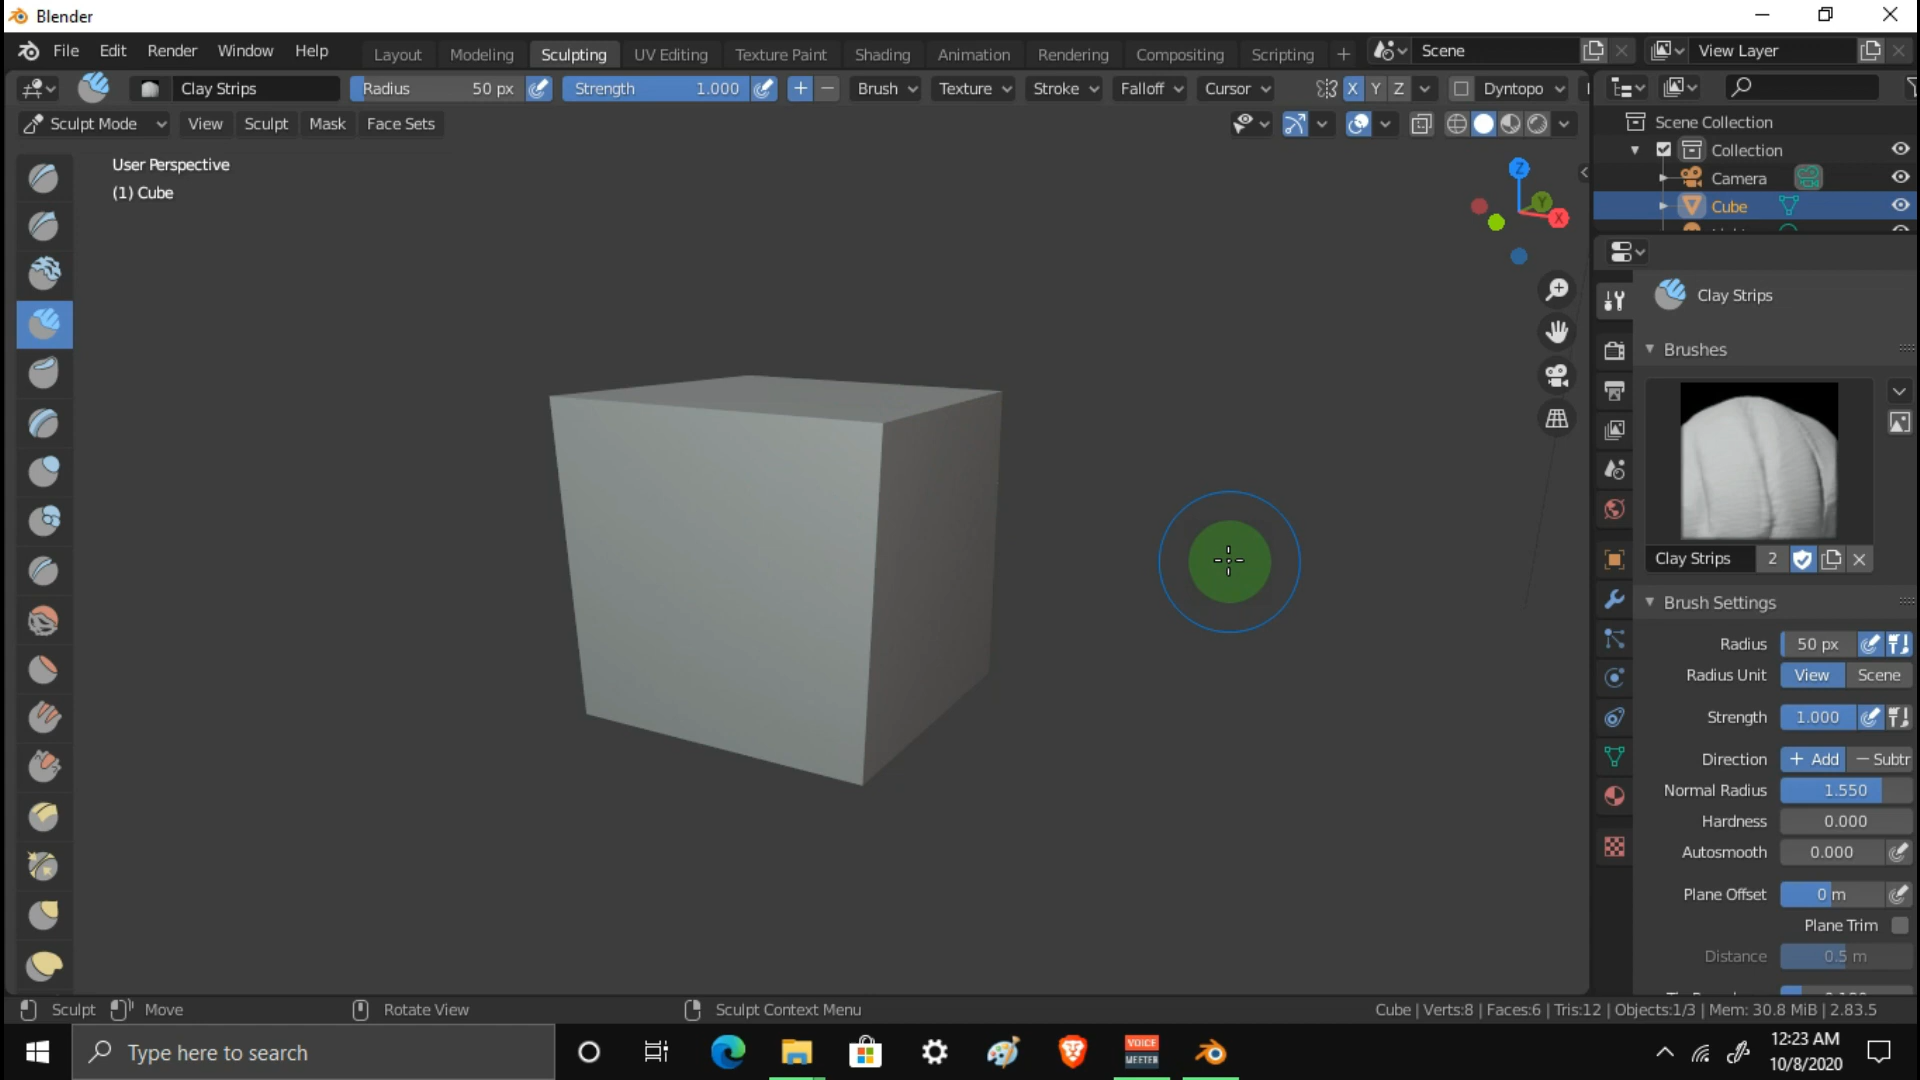 Blender
File Edit Render Window Help Layout Modeling Sculpting UV Editing Texture Paint Shading Animation Rendering Compositing Scripting + Scene View Layer
Clay Strips Radius 50 px Strength 1.000 + − Brush Texture Stroke Falloff Cursor X Y Z Dyntopo
Sculpt Mode View Sculpt Mask Face Sets
Scene Collection
Collection
Camera
Cube
User Perspective
(1) Cube
Z
Y
X
Clay Strips
Brushes
Clay Strips 2
Brush Settings
Radius 50 px
Radius Unit View Scene
Strength 1.000
Direction + Add − Subtr
Normal Radius 1.550
Hardness 0.000
Autosmooth 0.000
Plane Offset 0 m
Plane Trim
Distance 0.5 m
Sculpt Move Rotate View Sculpt Context Menu Cube | Verts:8 | Faces:6 | Tris:12 | Objects:1/3 | Mem: 30.8 MiB | 2.83.5
Type here to search
VOICE
MEETER
12:23 AM
10/8/2020